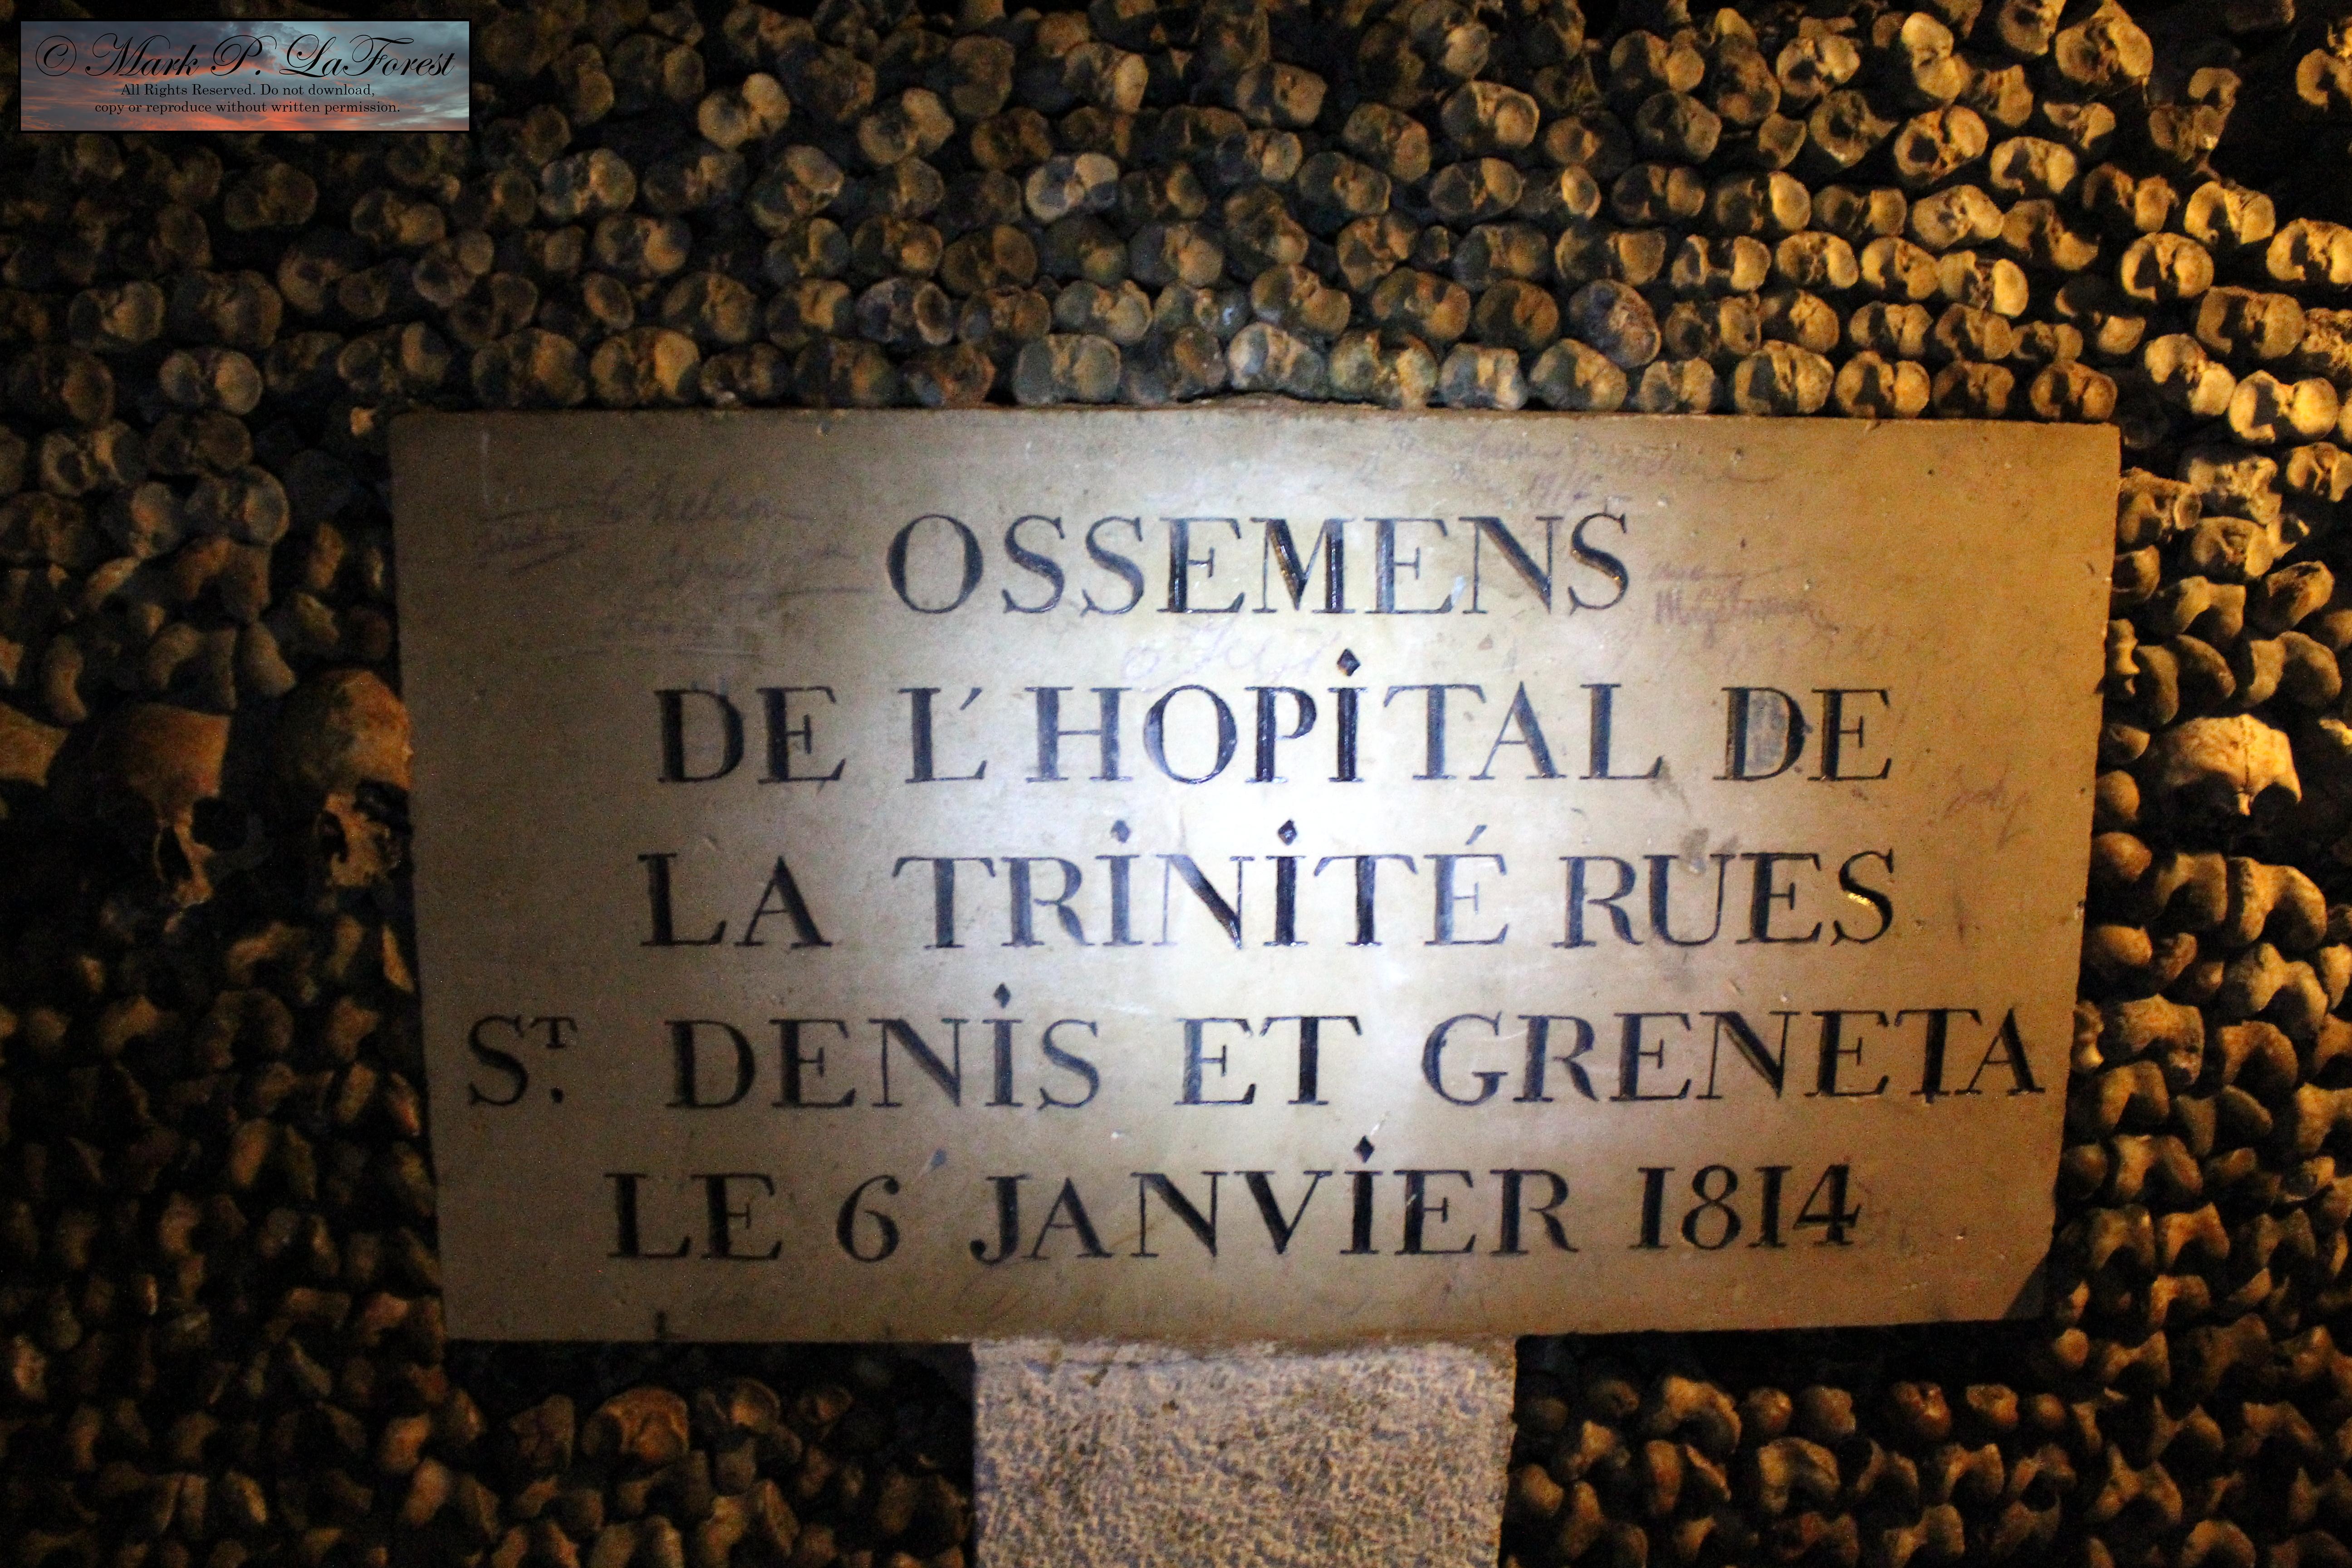 © Mark P. LaForest
All Rights Reserved. Do not download,
copy or reproduce without written permission.
OSSEMENS
DE L'HOPITAL DE
LA TRINITÉ RUES
ST. DENIS ET GRENETA
LE 6 JANVIER 1814